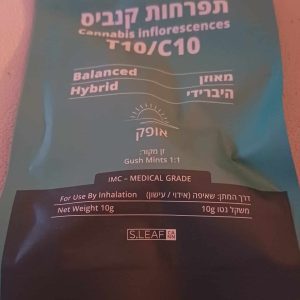 תפרחות קנביס
Cannabis Inflorescences
T10/C10
Balanced מאוזן
Hybrid היברידי
אופק
זן מקור:
Gush Mints 1:1
IMC – MEDICAL GRADE
For Use By Inhalation דרך המתן: שאיפה (אידוי / עישון)
Net Weight 10g משקל נטו 10g
S.LEAF